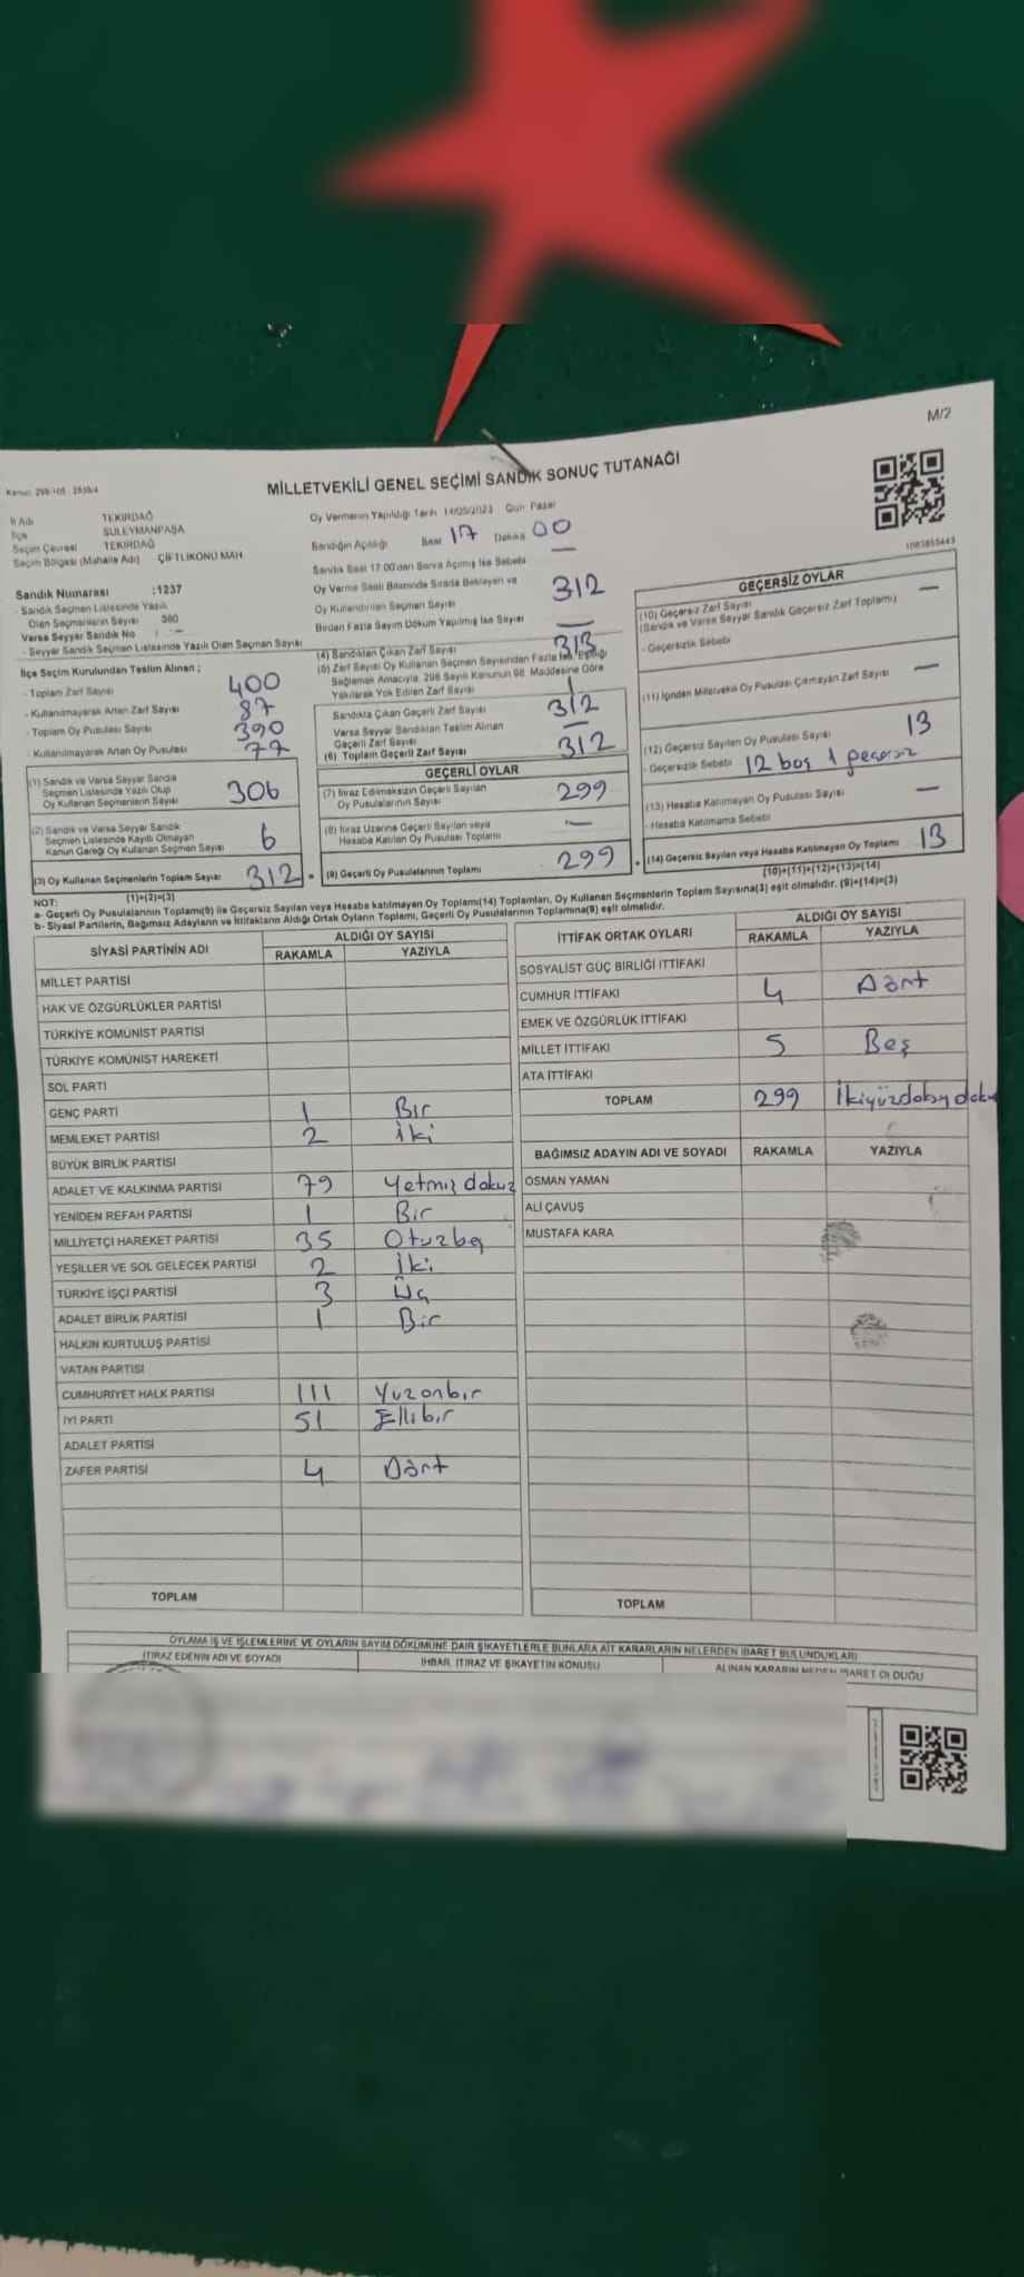 M/2
MİLLETVEKİLİ GENEL SEÇİMİ SANDIK SONUÇ TUTANAĞI
İli Adı TEKİRDAĞ
İlçe SÜLEYMANPAŞA
Seçim Çevresi TEKİRDAĞ
Seçim Bölgesi (Mahalle Adı) ÇİFTLİKÖNÜ MAH.
Sandık Numarası :1237
- Sandık Seçmen Listesinde Yazılı
Olan Seçmenlerin Sayısı 380
Varsa Seyyar Sandık No : -
- Seyyar Sandık Seçmen Listesinde Yazılı Olan Seçmen Sayısı
Oy Vermenin Yapıldığı Tarih 14/05/2023 Gün Pazar
Sandığın Açıldığı Saat 17 Dakika 00
Sandık Saat 17:00'den Sonra Açılmış İse Sebebi —
Oy Verme Saati Bitiminde Sırada Bekleyen ve
Oy Kullandırılan Seçmen Sayısı 312
Birden Fazla Sayım Döküm Yapılmış İse Sayısı —
İlçe Seçim Kurulundan Teslim Alınan ;
- Toplam Zarf Sayısı 400
- Kullanılmayarak Artan Zarf Sayısı 87
- Toplam Oy Pusulası Sayısı 390
- Kullanılmayarak Artan Oy Pusulası 77
(1) Sandık ve Varsa Seyyar Sandık
Seçmen Listesinde Yazılı Olup
Oy Kullanan Seçmenlerin Sayısı 306
(2) Sandık ve Varsa Seyyar Sandık
Seçmen Listesinde Kayıtlı Olmayan
Kanun Gereği Oy Kullanan Seçmen Sayısı 6
(3) Oy Kullanan Seçmenlerin Toplam Sayısı 312
(1)+(2)=(3)
(4) Sandıktan Çıkan Zarf Sayısı 313
(5) Zarf Sayısı Oy Kullanan Seçmen Sayısından Fazla İse, Eşitliği
Sağlamak Amacıyla, 298 Sayılı Kanunun 98. Maddesine Göre
Yakılarak Yok Edilen Zarf Sayısı 1
Sandıkta Çıkan Geçerli Zarf Sayısı 312
Varsa Seyyar Sandıktan Teslim Alınan
Geçerli Zarf Sayısı —
(6) Toplam Geçerli Zarf Sayısı 312
GEÇERLİ OYLAR
(7) İtiraz Edilmeksizin Geçerli Sayılan
Oy Pusulalarının Sayısı 299
(8) İtiraz Üzerine Geçerli Sayılan veya
Hesaba Katılan Oy Pusulası Toplamı —
(9) Geçerli Oy Pusulalarının Toplamı 299
GEÇERSİZ OYLAR
(10) Geçersiz Zarf Sayısı —
(Sandık ve Varsa Seyyar Sandık Geçersiz Zarf Toplamı)
- Geçersizlik Sebebi
(11) İçinden Milletvekili Oy Pusulası Çıkmayan Zarf Sayısı —
(12) Geçersiz Sayılan Oy Pusulası Sayısı 13
- Geçersizlik Sebebi 12 boş 1 geçersiz
(13) Hesaba Katılmayan Oy Pusulası Sayısı —
- Hesaba Katılmama Sebebi
(14) Geçersiz Sayılan veya Hesaba Katılmayan Oy Toplamı 13
(10)+(11)+(12)+(13)=(14)
NOT:
a- Geçerli Oy Pusulalarının Toplamı(9) ile Geçersiz Sayılan veya Hesaba katılmayan Oy Toplamı(14) Toplamları, Oy Kullanan Seçmenlerin Toplam Sayısına(3) eşit olmalıdır. (9)+(14)=(3)
b- Siyasi Partilerin, Bağımsız Adayların ve İttifakların Aldığı Ortak Oyların Toplamı, Geçerli Oy Pusulalarının Toplamına(9) eşit olmalıdır.
SİYASİ PARTİNİN ADI ALDIĞI OY SAYISI
RAKAMLA YAZIYLA
MİLLET PARTİSİ
HAK VE ÖZGÜRLÜKLER PARTİSİ
TÜRKİYE KOMÜNİST PARTİSİ
TÜRKİYE KOMÜNİST HAREKETİ
SOL PARTİ
GENÇ PARTİ 1 Bir
MEMLEKET PARTİSİ 2 İki
BÜYÜK BİRLİK PARTİSİ
ADALET VE KALKINMA PARTİSİ 79 Yetmiş dokuz
YENİDEN REFAH PARTİSİ 1 Bir
MİLLİYETÇİ HAREKET PARTİSİ 35 Otuzbeş
YEŞİLLER VE SOL GELECEK PARTİSİ 2 İki
TÜRKİYE İŞÇİ PARTİSİ 3 Üç
ADALET BİRLİK PARTİSİ 1 Bir
HALKIN KURTULUŞ PARTİSİ
VATAN PARTİSİ
CUMHURİYET HALK PARTİSİ 111 Yuzonbir
İYİ PARTİ 51 Ellibir
ADALET PARTİSİ
ZAFER PARTİSİ 4 Dört
TOPLAM
İTTİFAK ORTAK OYLARI ALDIĞI OY SAYISI
RAKAMLA YAZIYLA
SOSYALİST GÜÇ BİRLİĞİ İTTİFAKI
CUMHUR İTTİFAKI 4 Dört
EMEK VE ÖZGÜRLÜK İTTİFAKI
MİLLET İTTİFAKI 5 Beş
ATA İTTİFAKI
TOPLAM 299
BAĞIMSIZ ADAYIN ADI VE SOYADI RAKAMLA YAZIYLA
OSMAN YAMAN
ALİ ÇAVUŞ
MUSTAFA KARA
TOPLAM
OYLAMA İŞ VE İŞLEMLERİNE VE OYLARIN SAYIM DÖKÜMÜNE DAİR ŞİKAYETLERLE BUNLARA AİT KARARLARIN NELERDEN İBARET BULUNDUKLARI
İTİRAZ EDENİN ADI VE SOYADI İHBAR, İTİRAZ VE ŞİKAYETİN KONUSU ALINAN KARARIN NEDEN İBARET OLDUĞU